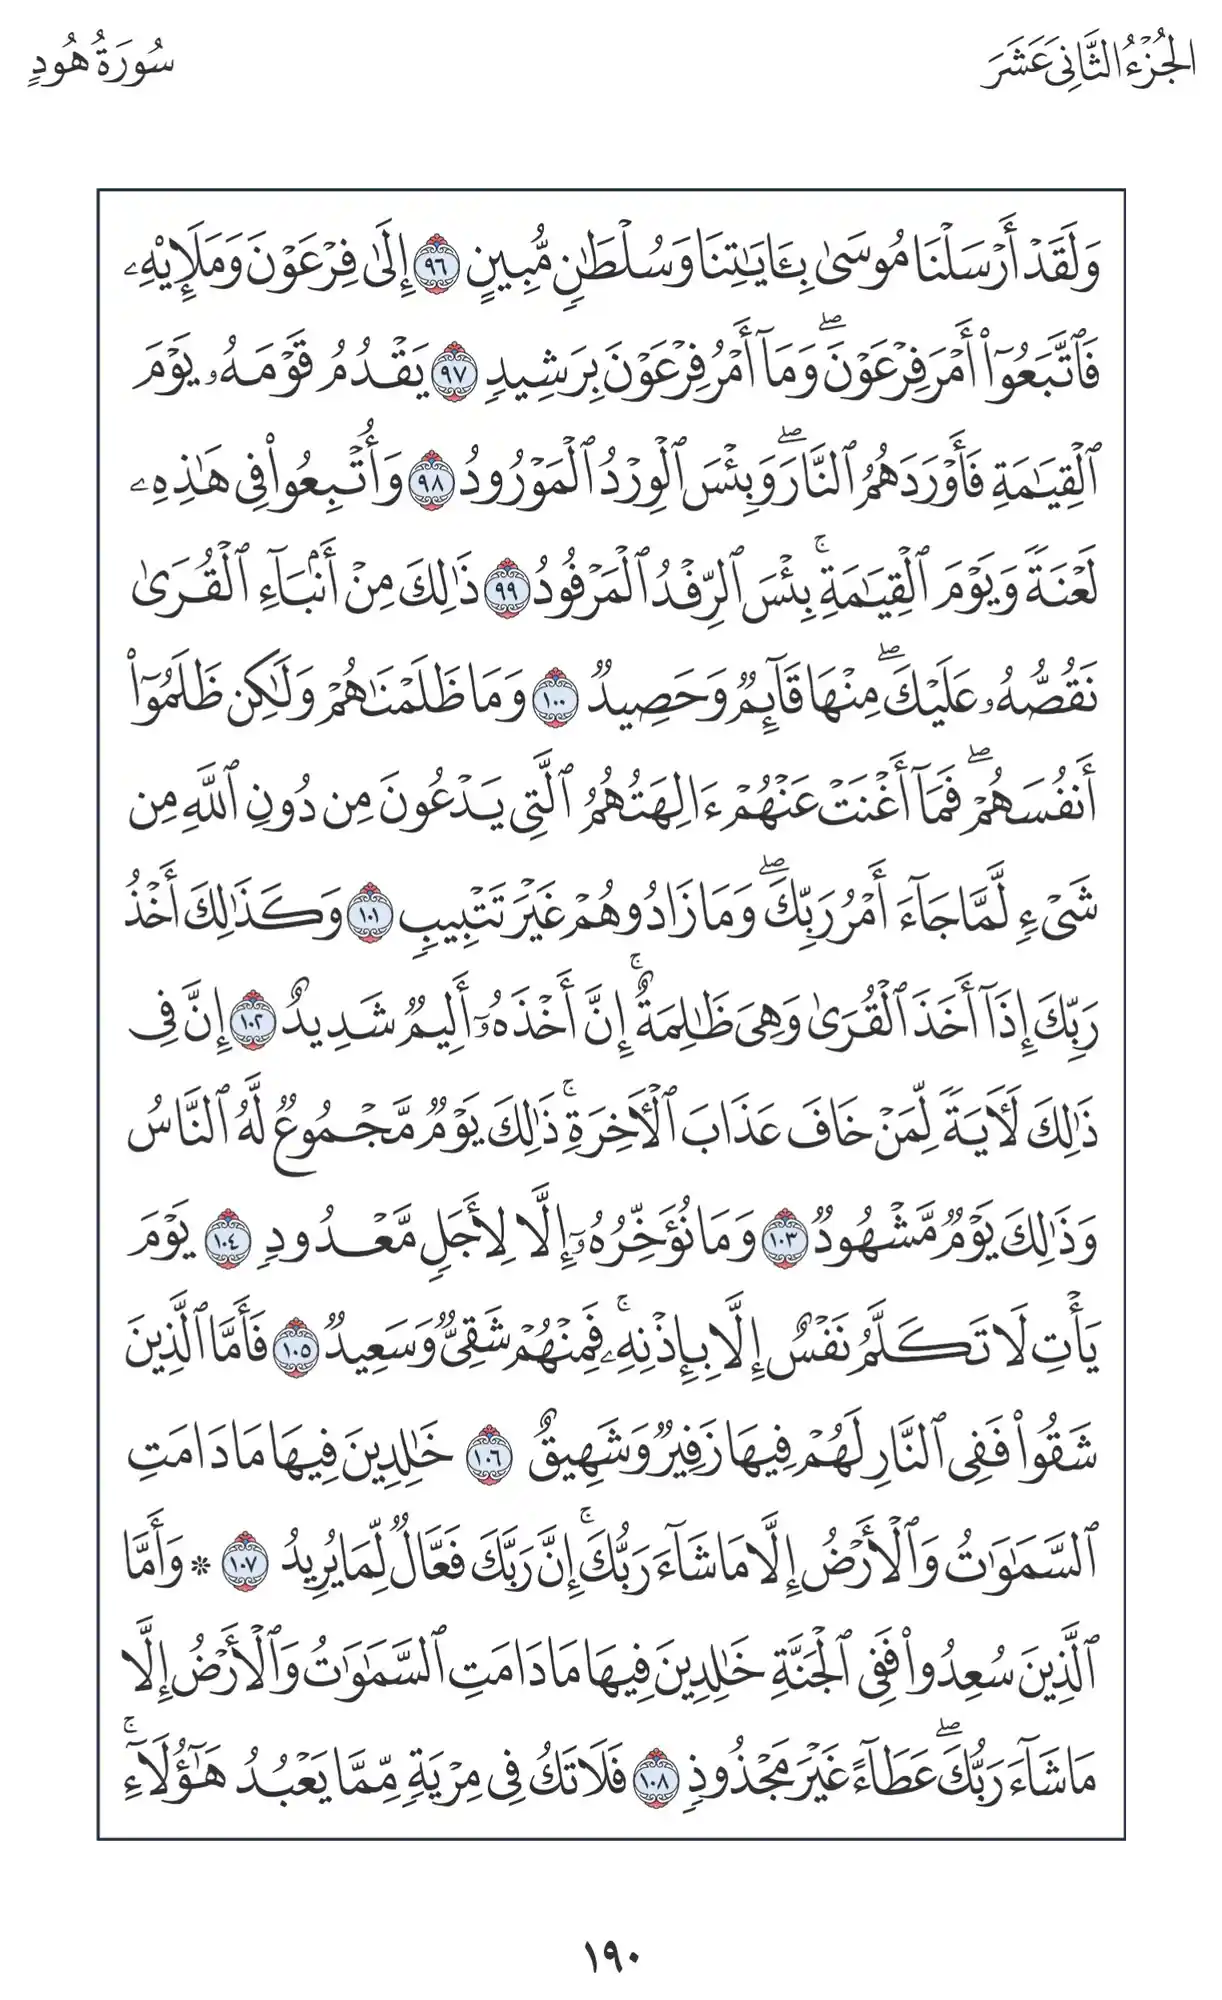 الجُزْءُ الثَّانِىَ عَشَرَ
سُورَةُ هُودٍ
وَلَقَدْ أَرْسَلْنَا مُوسَىٰ بِـَٔايَـٰتِنَا وَسُلْطَـٰنٍ مُّبِينٍ ٩٦ إِلَىٰ فِرْعَوْنَ وَمَلَإِي۟هِۦ
فَٱتَّبَعُوٓا۟ أَمْرَ فِرْعَوْنَ ۖ وَمَآ أَمْرُ فِرْعَوْنَ بِرَشِيدٍ ٩٧ يَقْدُمُ قَوْمَهُۥ يَوْمَ
ٱلْقِيَـٰمَةِ فَأَوْرَدَهُمُ ٱلنَّارَ ۖ وَبِئْسَ ٱلْوِرْدُ ٱلْمَوْرُودُ ٩٨ وَأُتْبِعُوا۟ فِى هَـٰذِهِۦ
لَعْنَةً وَيَوْمَ ٱلْقِيَـٰمَةِ ۚ بِئْسَ ٱلرِّفْدُ ٱلْمَرْفُودُ ٩٩ ذَٰلِكَ مِنْ أَنۢبَآءِ ٱلْقُرَىٰ
نَقُصُّهُۥ عَلَيْكَ ۖ مِنْهَا قَآئِمٌ وَحَصِيدٌ ١٠٠ وَمَا ظَلَمْنَـٰهُمْ وَلَـٰكِن ظَلَمُوٓا۟
أَنفُسَهُمْ ۖ فَمَآ أَغْنَتْ عَنْهُمْ ءَالِهَتُهُمُ ٱلَّتِى يَدْعُونَ مِن دُونِ ٱللَّهِ مِن
شَىْءٍ لَّمَّا جَآءَ أَمْرُ رَبِّكَ ۖ وَمَا زَادُوهُمْ غَيْرَ تَتْبِيبٍ ١٠١ وَكَذَٰلِكَ أَخْذُ
رَبِّكَ إِذَآ أَخَذَ ٱلْقُرَىٰ وَهِىَ ظَـٰلِمَةٌ ۚ إِنَّ أَخْذَهُۥٓ أَلِيمٌ شَدِيدٌ ١٠٢ إِنَّ فِى
ذَٰلِكَ لَـَٔايَةً لِّمَنْ خَافَ عَذَابَ ٱلْـَٔاخِرَةِ ۚ ذَٰلِكَ يَوْمٌ مَّجْمُوعٌ لَّهُ ٱلنَّاسُ
وَذَٰلِكَ يَوْمٌ مَّشْهُودٌ ١٠٣ وَمَا نُؤَخِّرُهُۥٓ إِلَّا لِأَجَلٍ مَّعْدُودٍ ١٠٤ يَوْمَ
يَأْتِ لَا تَكَلَّمُ نَفْسٌ إِلَّا بِإِذْنِهِۦ ۚ فَمِنْهُمْ شَقِىٌّ وَسَعِيدٌ ١٠٥ فَأَمَّا ٱلَّذِينَ
شَقُوا۟ فَفِى ٱلنَّارِ لَهُمْ فِيهَا زَفِيرٌ وَشَهِيقٌ ١٠٦ خَـٰلِدِينَ فِيهَا مَا دَامَتِ
ٱلسَّمَـٰوَٰتُ وَٱلْأَرْضُ إِلَّا مَا شَآءَ رَبُّكَ ۚ إِنَّ رَبَّكَ فَعَّالٌ لِّمَا يُرِيدُ ١٠٧ * وَأَمَّا
ٱلَّذِينَ سُعِدُوا۟ فَفِى ٱلْجَنَّةِ خَـٰلِدِينَ فِيهَا مَا دَامَتِ ٱلسَّمَـٰوَٰتُ وَٱلْأَرْضُ إِلَّا
مَا شَآءَ رَبُّكَ ۖ عَطَآءً غَيْرَ مَجْذُوذٍ ١٠٨ فَلَا تَكُ فِى مِرْيَةٍ مِّمَّا يَعْبُدُ هَـٰٓؤُلَآءِ ۚ
١٩٠